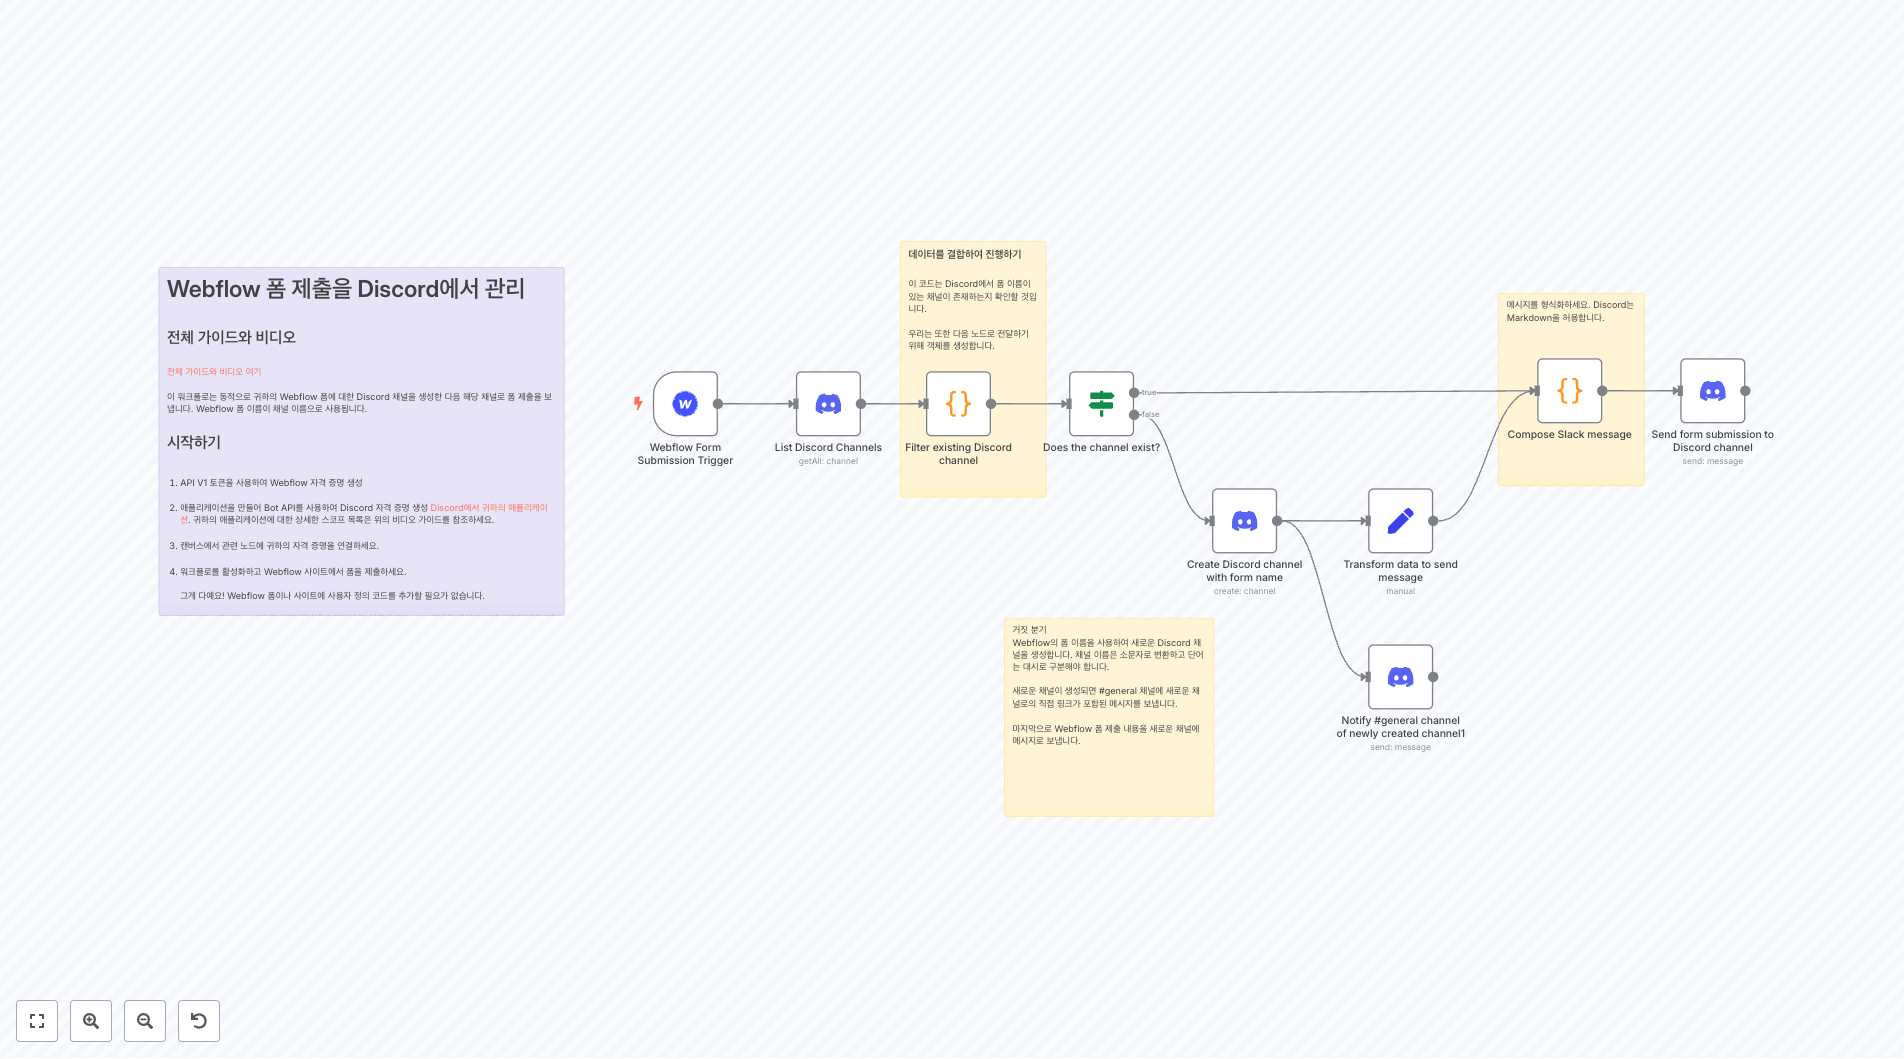 Webflow 폼 제출을 Discord에서 관리
전체 가이드와 비디오
전체 가이드와 비디오 여기
이 워크플로는 동적으로 귀하의 Webflow 폼에 대한 Discord 채널을 생성한 다음 해당 채널로 폼 제출을 보
냅니다. Webflow 폼 이름이 채널 이름으로 사용됩니다.
시작하기
1. API V1 토큰을 사용하여 Webflow 자격 증명 생성
2. 애플리케이션을 만들어 Bot API를 사용하여 Discord 자격 증명 생성 Discord에서 귀하의 애플리케이
션. 귀하의 애플리케이션에 대한 상세한 스코프 목록은 위의 비디오 가이드를 참조하세요.
3. 캔버스에서 관련 노드에 귀하의 자격 증명을 연결하세요.
4. 워크플로를 활성화하고 Webflow 사이트에서 폼을 제출하세요.
그게 다예요! Webflow 폼이나 사이트에 사용자 정의 코드를 추가할 필요가 없습니다.
Webflow Form
Submission Trigger
List Discord Channels
getAll: channel
데이터를 결합하여 진행하기
이 코드는 Discord에서 폼 이름이
있는 채널이 존재하는지 확인할 것입
니다.
우리는 또한 다음 노드로 전달하기
위해 객체를 생성합니다.
Filter existing Discord
channel
Does the channel exist?
true
false
Create Discord channel
with form name
create: channel
Transform data to send
message
manual
Notify #general channel
of newly created channel1
send: message
거짓 분기
Webflow의 폼 이름을 사용하여 새로운 Discord 채
널을 생성합니다. 채널 이름은 소문자로 변환하고 단어
는 대시로 구분해야 합니다.
새로운 채널이 생성되면 #general 채널에 새로운 채
널로의 직접 링크가 포함된 메시지를 보냅니다.
마지막으로 Webflow 폼 제출 내용을 새로운 채널에
메시지로 보냅니다.
메시지를 형식화하세요. Discord는
Markdown을 허용합니다.
Compose Slack message
Send form submission to
Discord channel
send: message